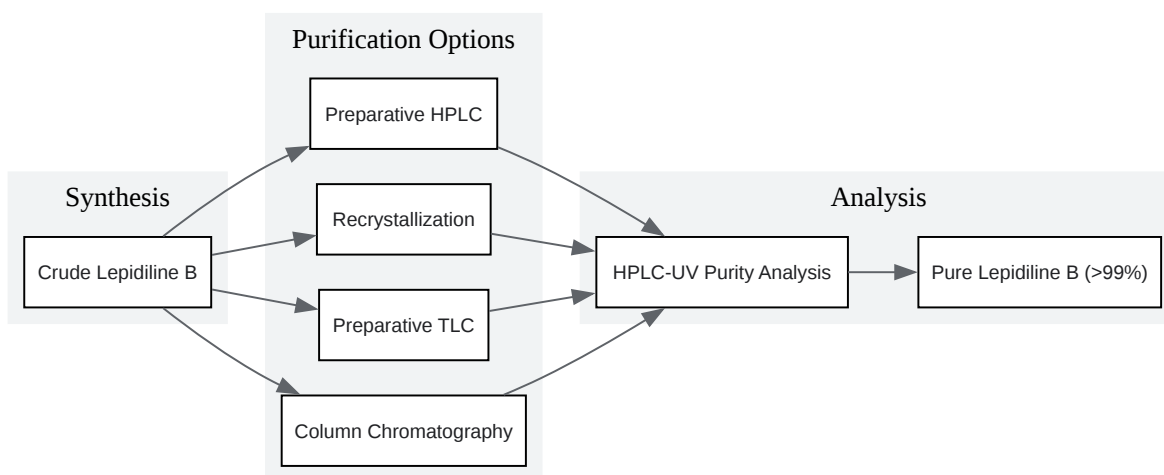 Synthesis
Crude Lepidiline B
Purification Options
Preparative HPLC
Recrystallization
Preparative TLC
Column Chromatography
Analysis
HPLC-UV Purity Analysis
Pure Lepidiline B (>99%)